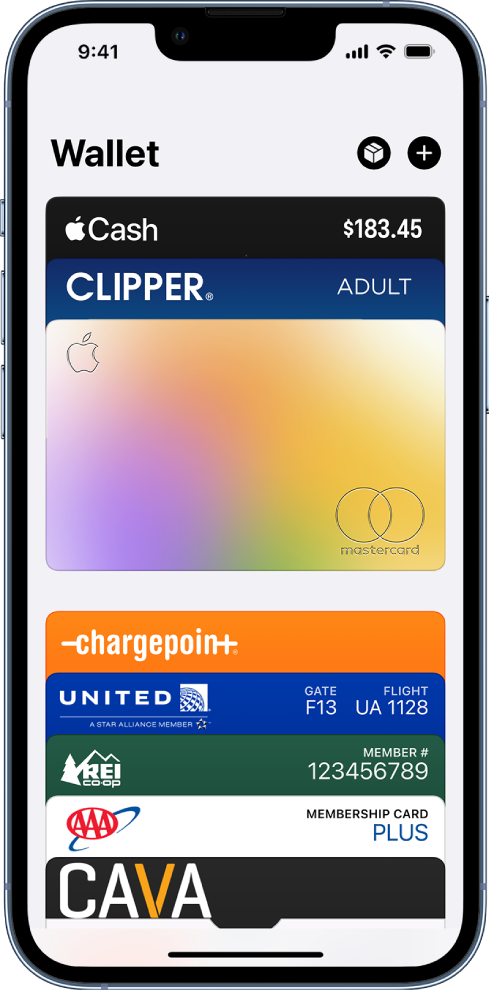 9:41
Wallet
Cash $183.45
CLIPPER® ADULT
mastercard
-chargepoin+®
UNITED
A STAR ALLIANCE MEMBER
GATE FLIGHT
F13 UA 1128
REI
co·op
MEMBER #
123456789
AAA
MEMBERSHIP CARD
PLUS
CAVA